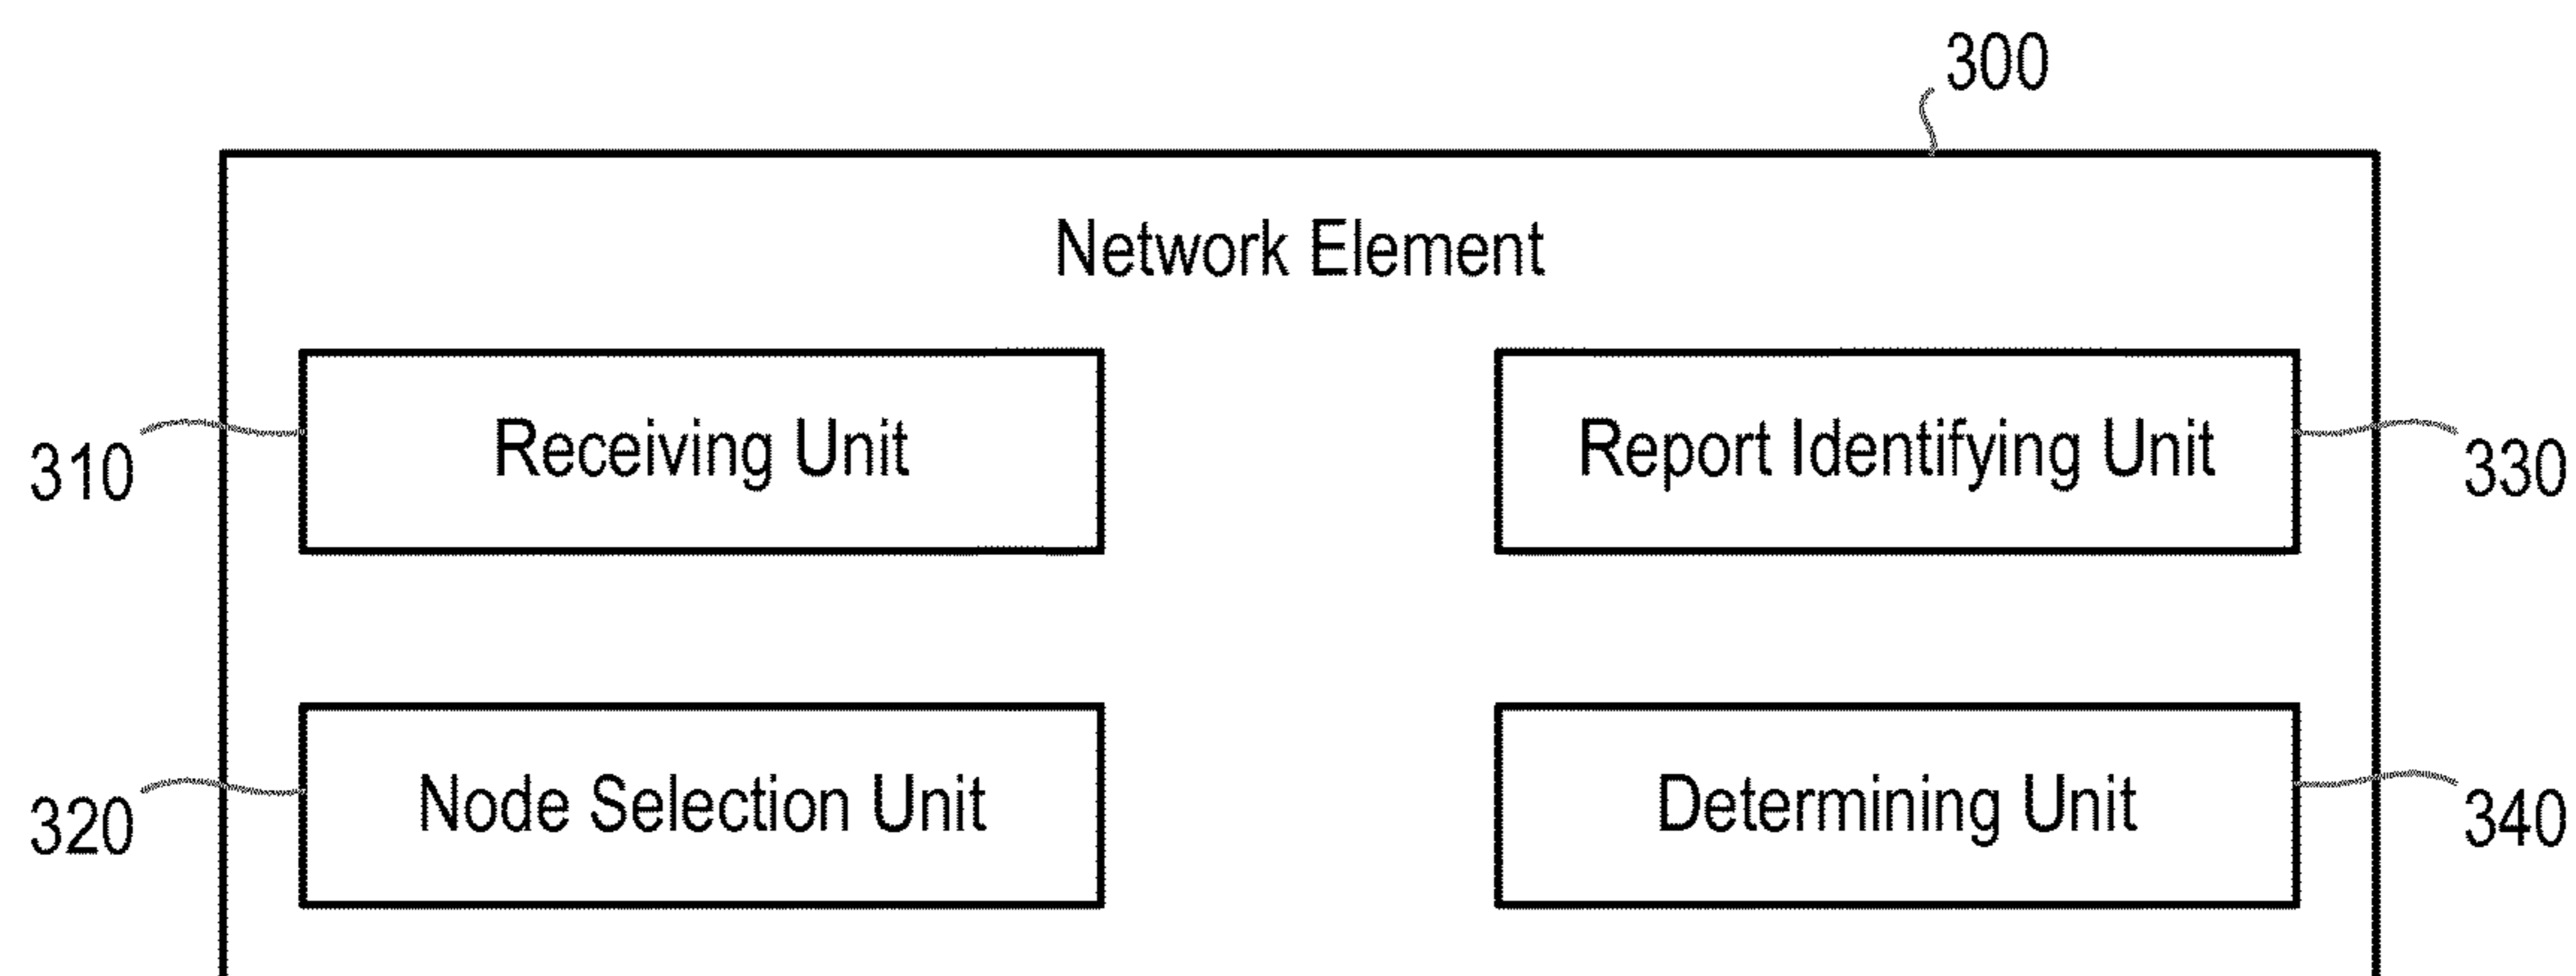 300
Network Element
310
Receiving Unit
Report Identifying Unit
330
320
Node Selection Unit
Determining Unit
340